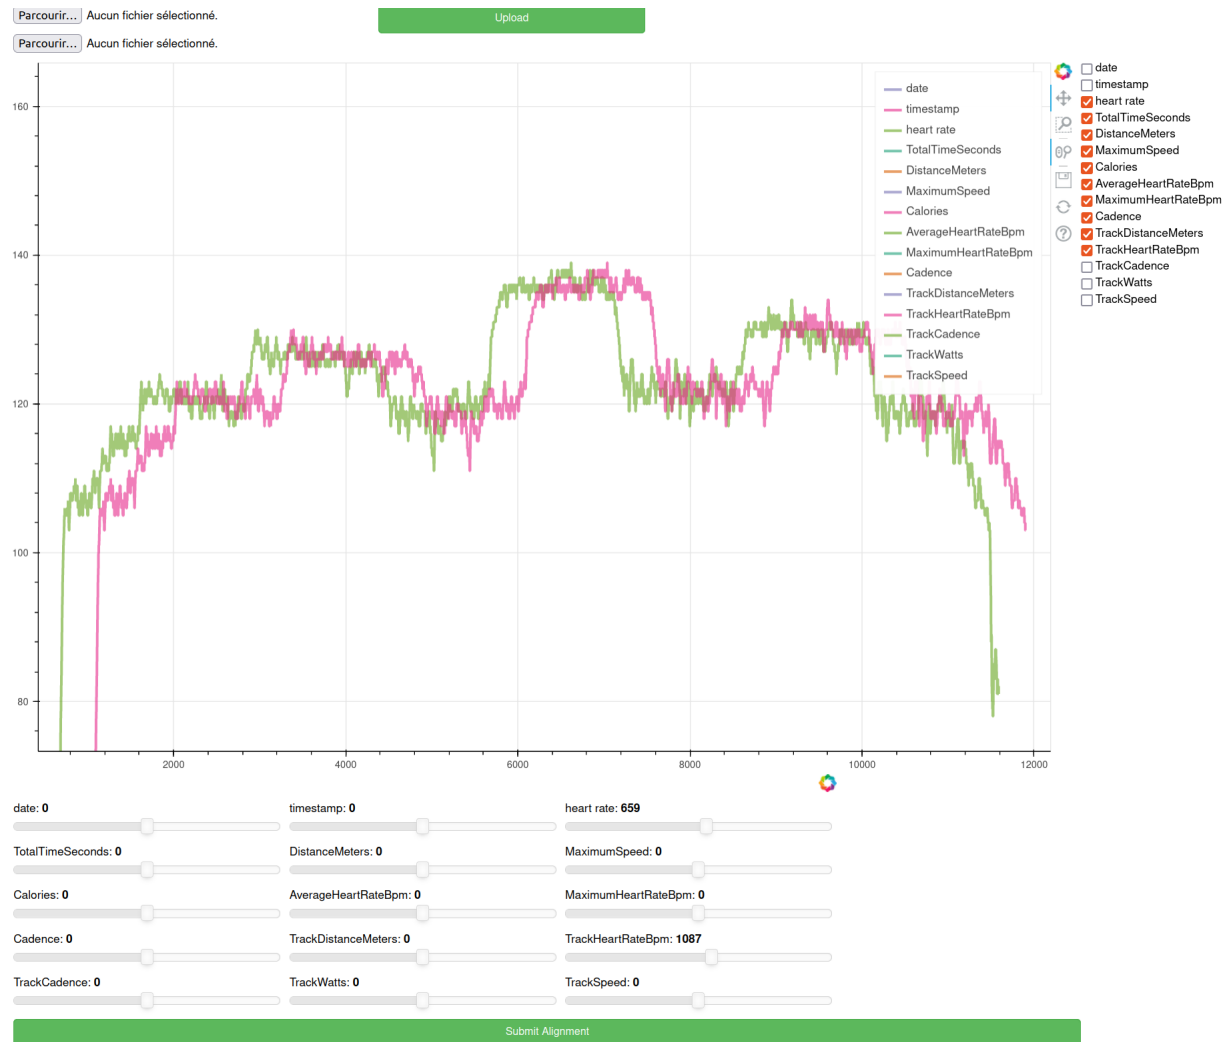 Parcourir... Aucun fichier sélectionné.
Upload
Parcourir... Aucun fichier sélectionné.
160
140
120
100
80
2000
4000
6000
8000
10000
12000
date
timestamp
heart rate
TotalTimeSeconds
DistanceMeters
MaximumSpeed
Calories
AverageHeartRateBpm
MaximumHeartRateBpm
Cadence
TrackDistanceMeters
TrackHeartRateBpm
TrackCadence
TrackWatts
TrackSpeed
date
timestamp
heart rate
TotalTimeSeconds
DistanceMeters
MaximumSpeed
Calories
AverageHeartRateBpm
MaximumHeartRateBpm
Cadence
TrackDistanceMeters
TrackHeartRateBpm
TrackCadence
TrackWatts
TrackSpeed
date: 0
timestamp: 0
heart rate: 659
TotalTimeSeconds: 0
DistanceMeters: 0
MaximumSpeed: 0
Calories: 0
AverageHeartRateBpm: 0
MaximumHeartRateBpm: 0
Cadence: 0
TrackDistanceMeters: 0
TrackHeartRateBpm: 1087
TrackCadence: 0
TrackWatts: 0
TrackSpeed: 0
Submit Alignment